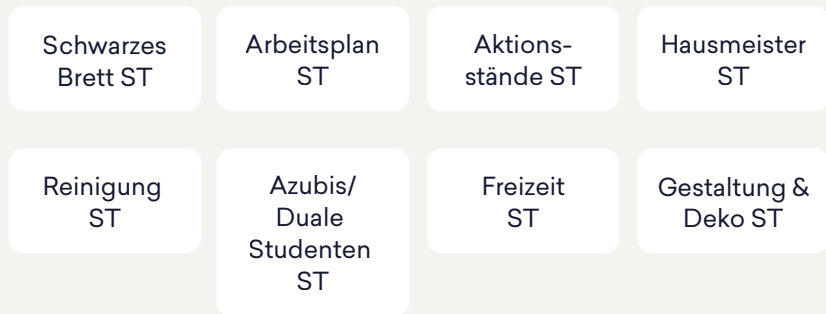 Schwarzes
Brett ST
Arbeitsplan
ST
Aktions-
stände ST
Hausmeister
ST
Reinigung
ST
Azubis/
Duale
Studenten
ST
Freizeit
ST
Gestaltung &
Deko ST